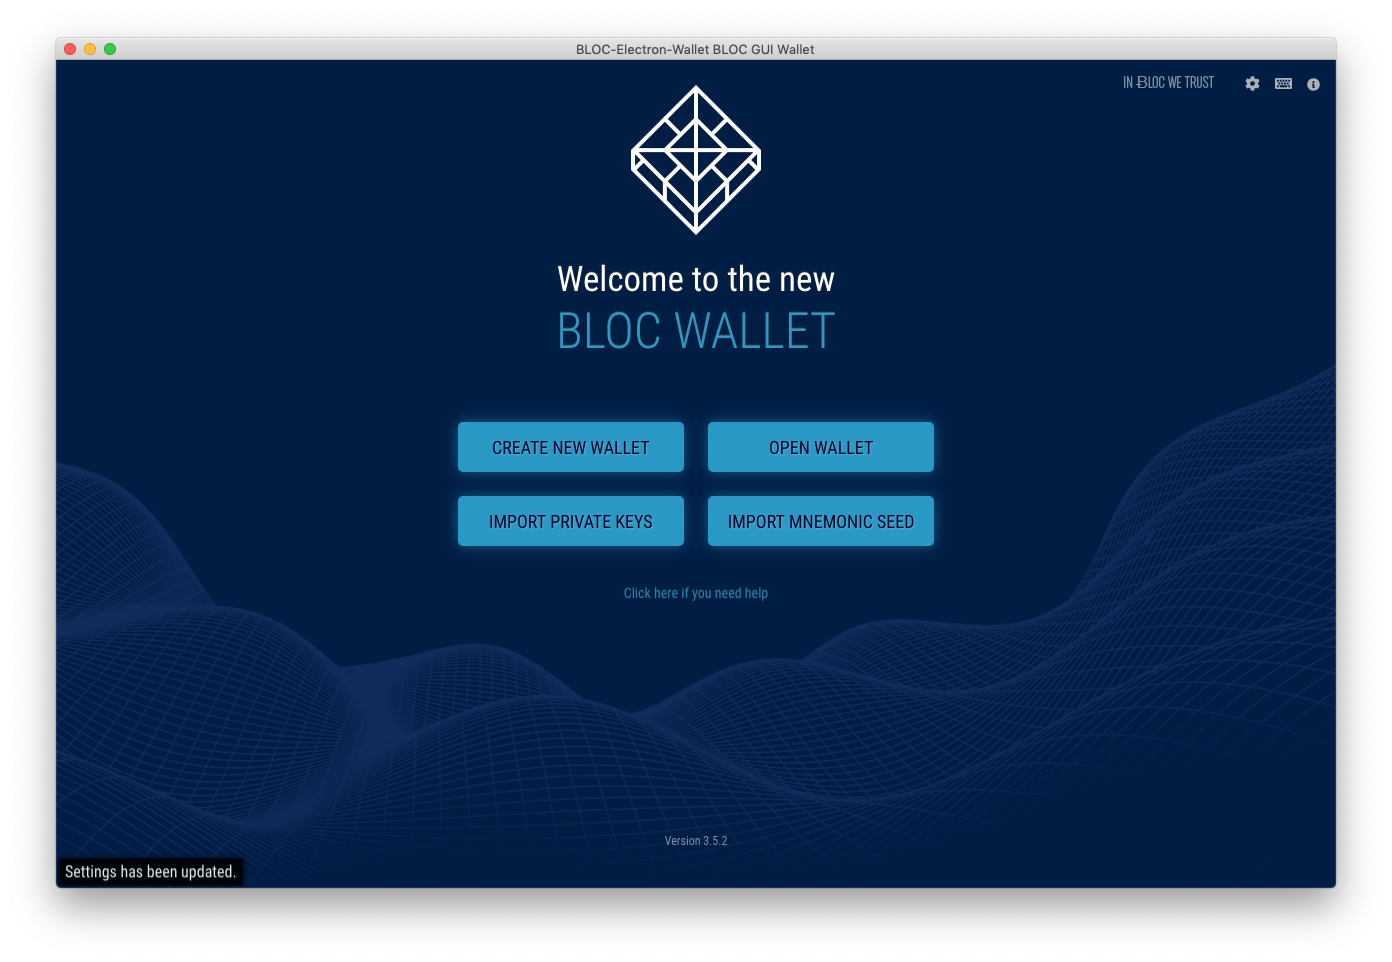 BLOC-Electron-Wallet BLOC GUI Wallet
IN BLOC WE TRUST
Welcome to the new
BLOC WALLET
CREATE NEW WALLET
OPEN WALLET
IMPORT PRIVATE KEYS
IMPORT MNEMONIC SEED
Click here if you need help
Version 3.5.2
Settings has been updated.